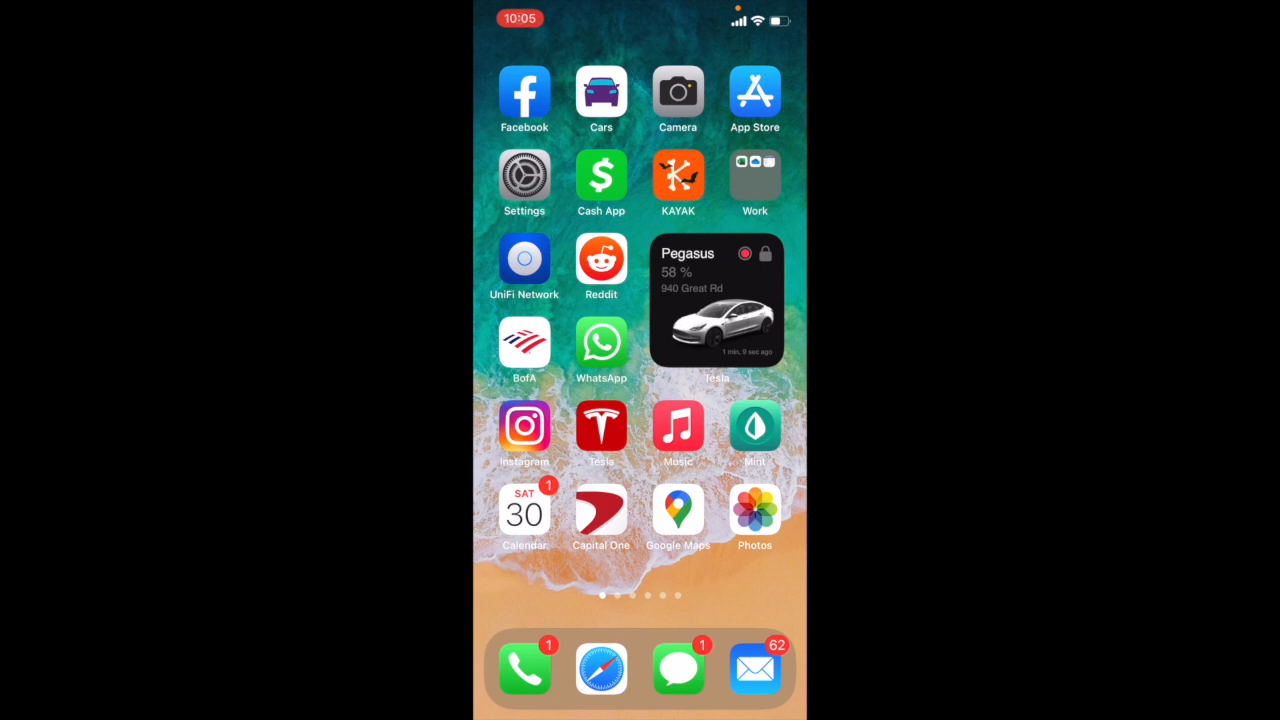 10:05
Facebook Cars Camera App Store
Settings Cash App KAYAK Work
Pegasus
58 %
940 Great Rd
1 min, 9 sec ago
UniFi Network Reddit
BofA WhatsApp Tesla
Instagram Tesla Music Mint
1
SAT
30
Calendar Capital One Google Maps Photos
1 1 62